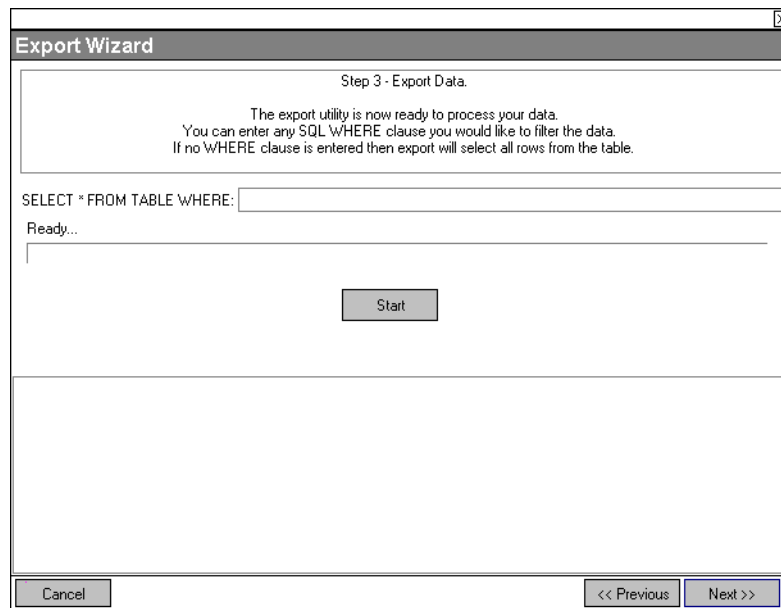 Export Wizard
Step 3 - Export Data.
The export utility is now ready to process your data.
You can enter any SQL WHERE clause you would like to filter the data.
If no WHERE clause is entered then export will select all rows from the table.
SELECT * FROM TABLE WHERE:
Ready...
Start
Cancel
<< Previous
Next >>